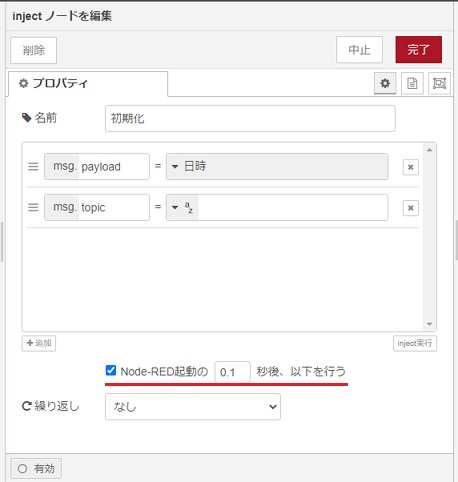 inject ノードを編集
削除 中止 完了
プロパティ
名前 初期化
msg. payload = 日時
msg. topic = a z
追加 inject実行
Node-RED起動の 0.1 秒後、以下を行う
繰り返し なし
有効